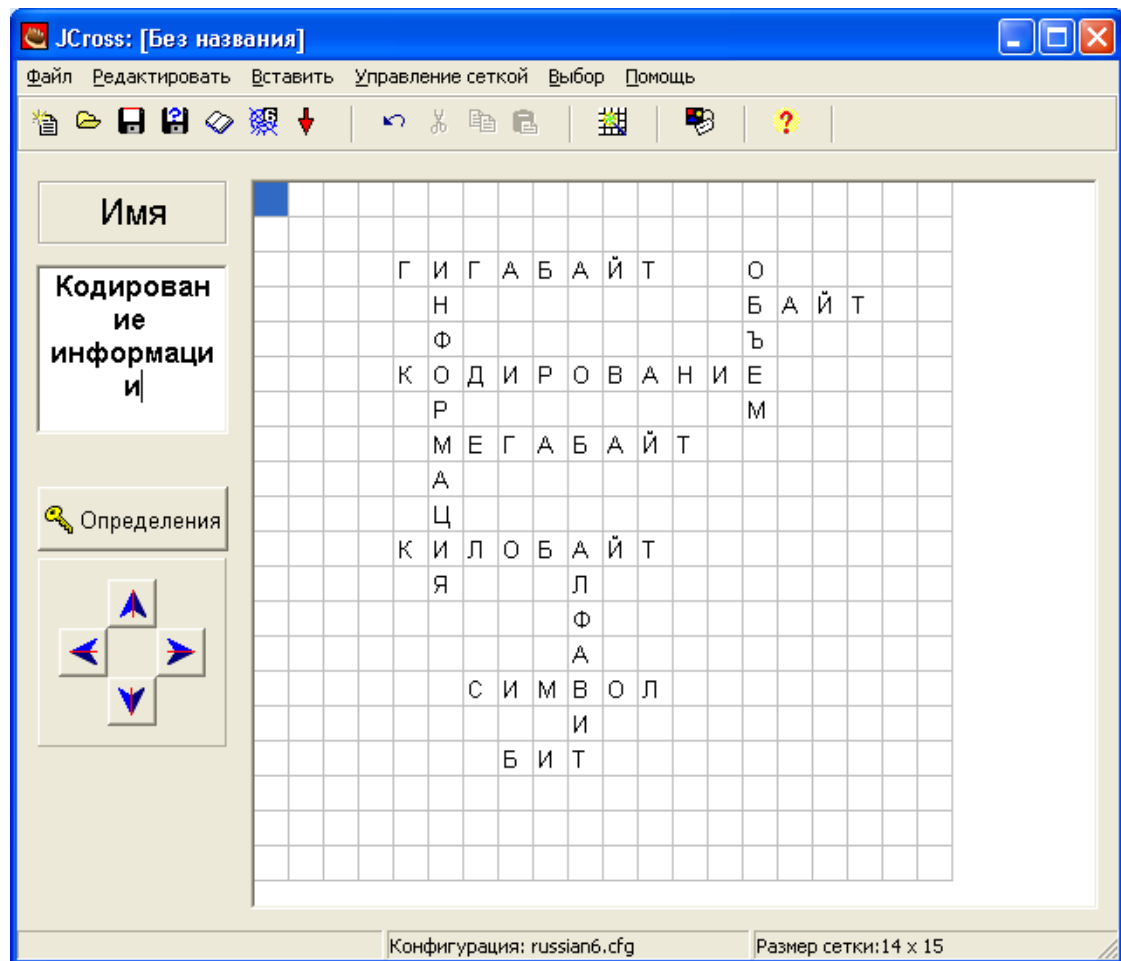 JCross: [Без названия]
Файл Редактировать Вставить Управление сеткой Выбор Помощь
Имя
Кодирован
ие
информаци
и
Определения
Г И Г А Б А Й Т О
Н Б А Й Т
Ф Ъ
К О Д И Р О В А Н И Е
Р М
М Е Г А Б А Й Т
А
Ц
К И Л О Б А Й Т
Я Л
Ф
А
С И М В О Л
И
Б И Т
Конфигурация: russian6.cfg Размер сетки:14 x 15